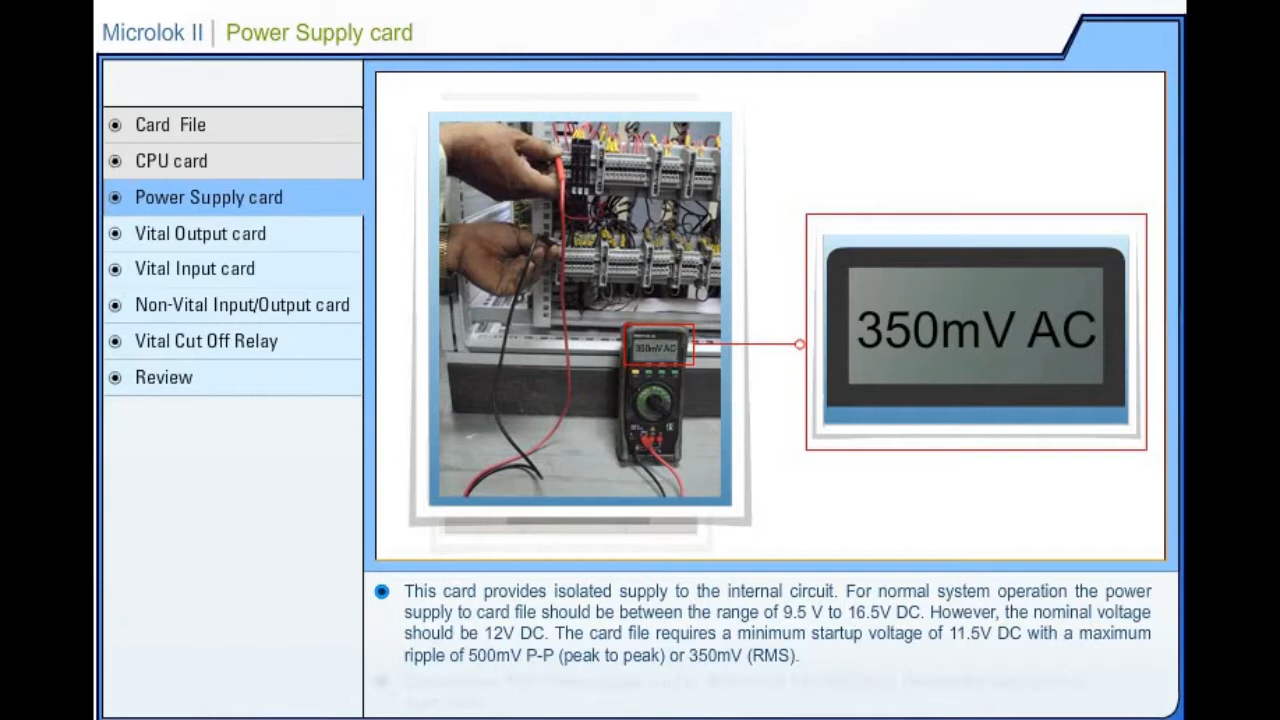 Microlok II | Power Supply card
Card File
CPU card
Power Supply card
Vital Output card
Vital Input card
Non-Vital Input/Output card
Vital Cut Off Relay
Review
350mV AC
350mV AC
This card provides isolated supply to the internal circuit. For normal system operation the power
supply to card file should be between the range of 9.5 V to 16.5V DC. However, the nominal voltage
should be 12V DC. The card file requires a minimum startup voltage of 11.5V DC with a maximum
ripple of 500mV P-P (peak to peak) or 350mV (RMS).